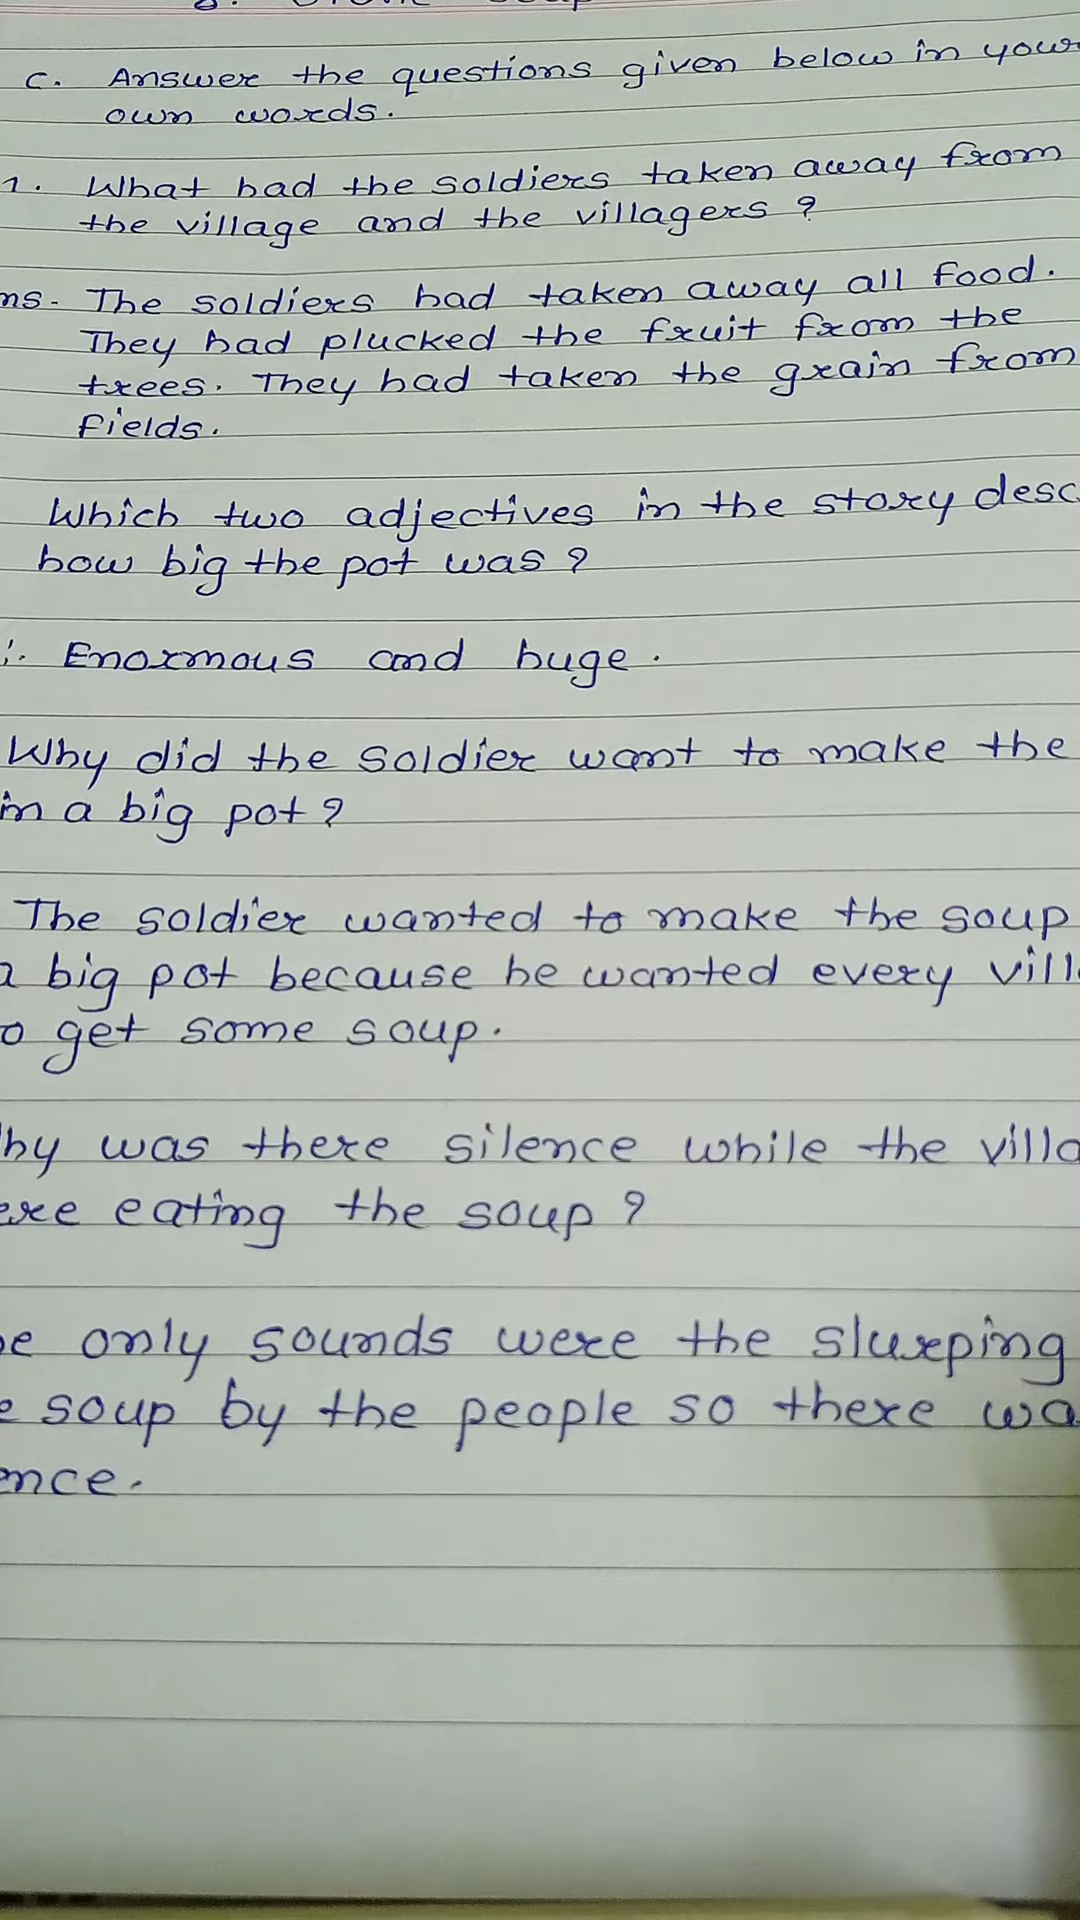 C. Answer the questions given below in your
own words.
1. What had the soldiers taken away from
the village and the villagers ?
ns. The soldiers had taken away all food.
They had plucked the fruit from the
trees. They had taken the grain from
fields.
Which two adjectives in the story desc
how big the pot was ?
Enormous and huge.
Why did the soldier want to make the
in a big pot ?
The soldier wanted to make the soup
a big pot because he wanted every villa
o get some soup.
hy was there silence while the villa
ere eating the soup ?
e only sounds were the slurping
e soup by the people so there wa
ence.